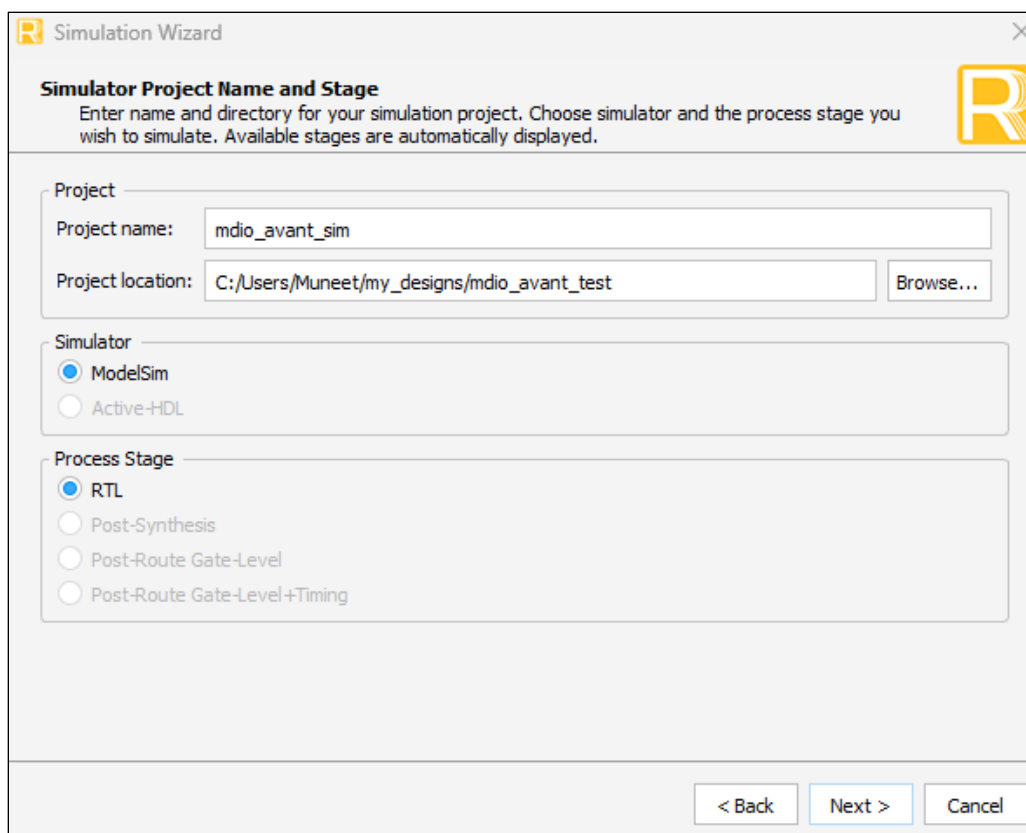 Simulation Wizard
Simulator Project Name and Stage
Enter name and directory for your simulation project. Choose simulator and the process stage you
wish to simulate. Available stages are automatically displayed.
Project
Project name: mdio_avant_sim
Project location: C:/Users/Muneet/my_designs/mdio_avant_test Browse...
Simulator
ModelSim
Active-HDL
Process Stage
RTL
Post-Synthesis
Post-Route Gate-Level
Post-Route Gate-Level+Timing
< Back Next > Cancel